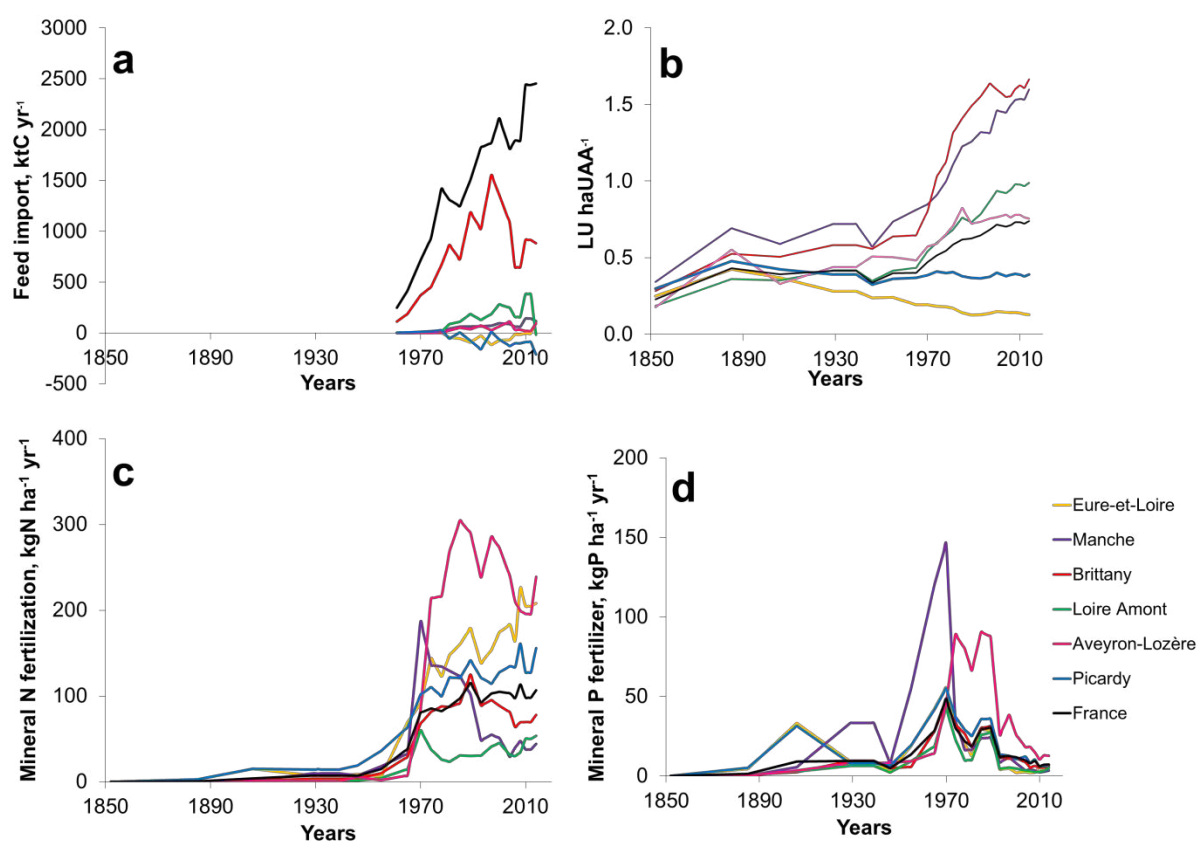 a
Feed import, ktC yr-1
3000
2500
2000
1500
1000
500
0
-500
1850 1890 1930 1970 2010
Years
b
LU haUAA-1
2.0
1.5
1.0
0.5
0.0
1850 1890 1930 1970 2010
Years
c
Mineral N fertilization, kgN ha-1 yr-1
400
300
200
100
0
1850 1890 1930 1970 2010
Years
d
Mineral P fertilizer, kgP ha-1 yr-1
200
150
100
50
0
1850 1890 1930 1970 2010
Years
Eure-et-Loire
Manche
Brittany
Loire Amont
Aveyron-Lozère
Picardy
France